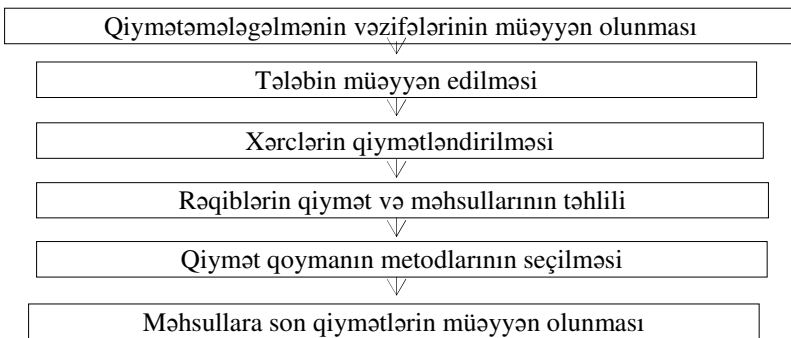 Qiymətəmələgəlmənin vəzifələrinin müəyyən olunması
Tələbin müəyyən edilməsi
Xərclərin qiymətləndirilməsi
Rəqiblərin qiymət və məhsullarının təhlili
Qiymət qoymanın metodlarının seçilməsi
Məhsullara son qiymətlərin müəyyən olunması